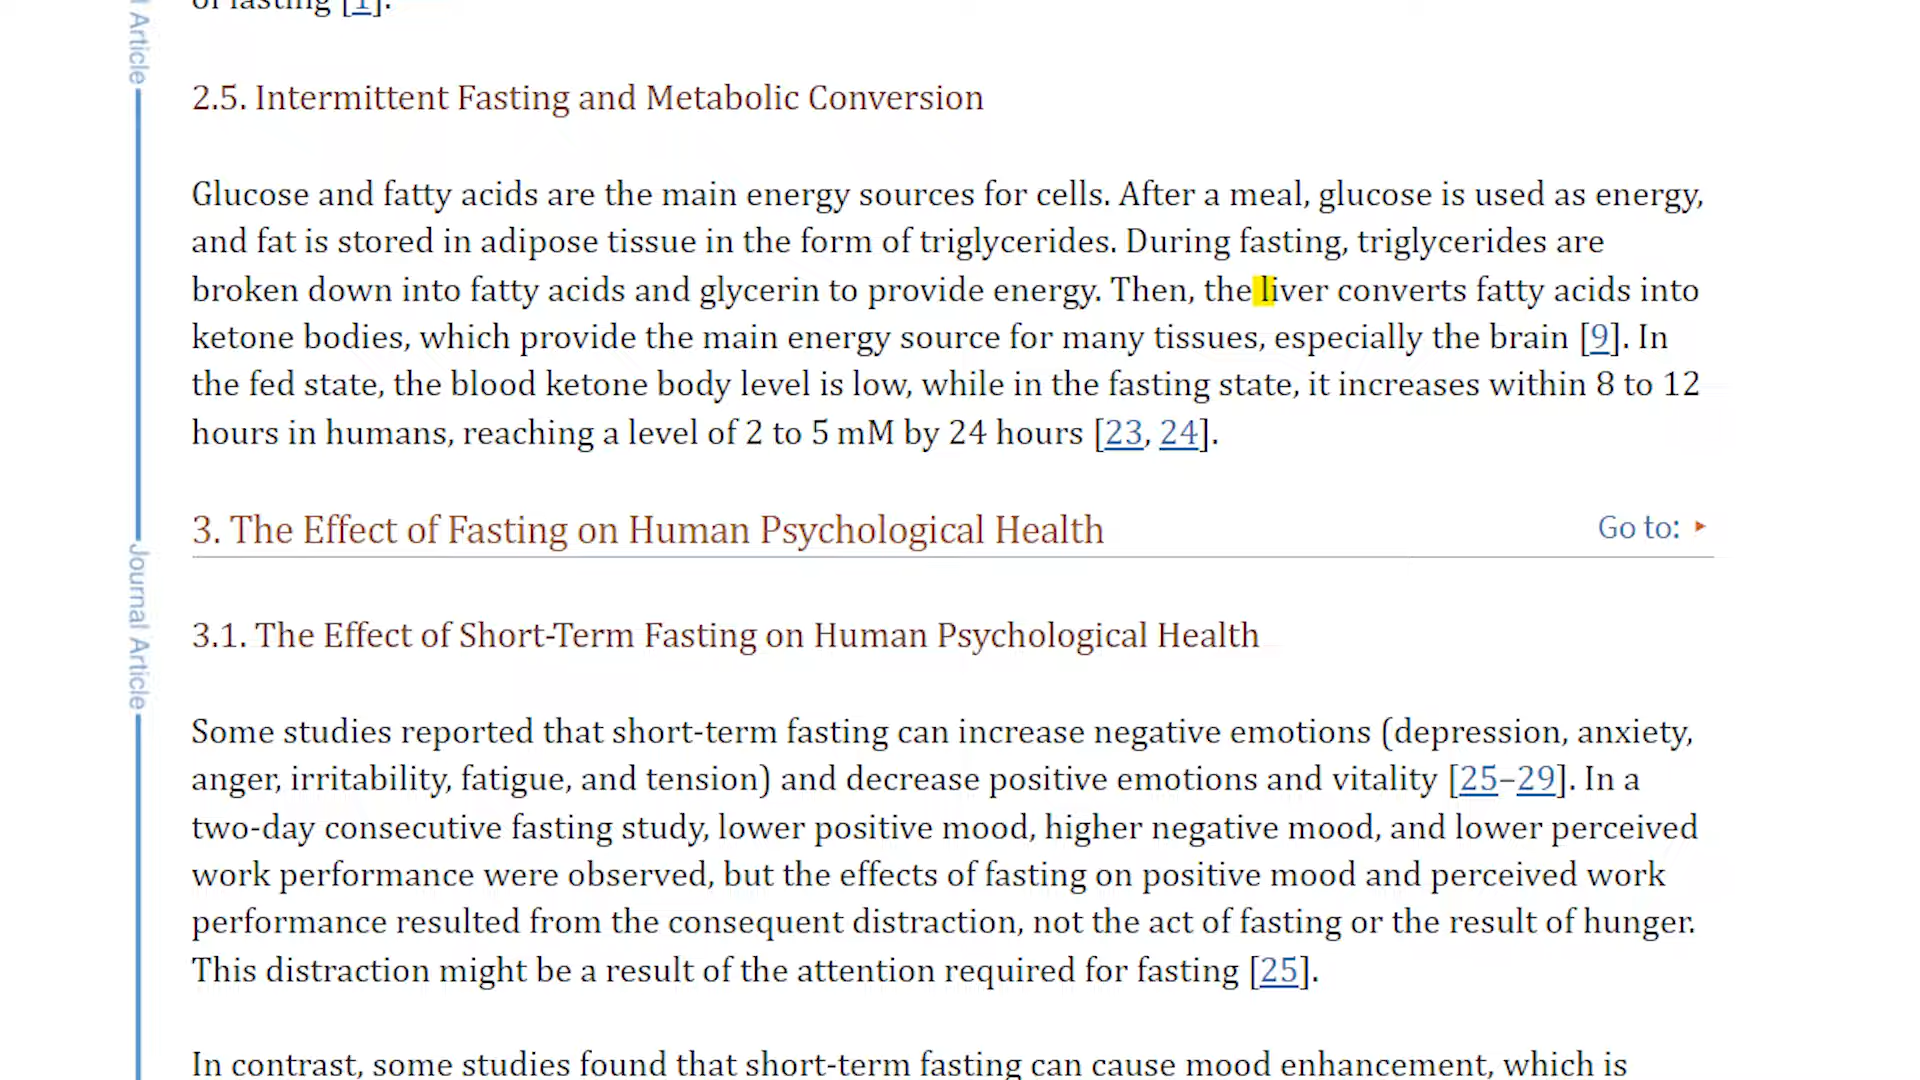 of fasting [1].
2.5. Intermittent Fasting and Metabolic Conversion
Glucose and fatty acids are the main energy sources for cells. After a meal, glucose is used as energy,
and fat is stored in adipose tissue in the form of triglycerides. During fasting, triglycerides are
broken down into fatty acids and glycerin to provide energy. Then, the liver converts fatty acids into
ketone bodies, which provide the main energy source for many tissues, especially the brain [9]. In
the fed state, the blood ketone body level is low, while in the fasting state, it increases within 8 to 12
hours in humans, reaching a level of 2 to 5 mM by 24 hours [23, 24].
3. The Effect of Fasting on Human Psychological Health
Go to:
3.1. The Effect of Short-Term Fasting on Human Psychological Health
Some studies reported that short-term fasting can increase negative emotions (depression, anxiety,
anger, irritability, fatigue, and tension) and decrease positive emotions and vitality [25–29]. In a
two-day consecutive fasting study, lower positive mood, higher negative mood, and lower perceived
work performance were observed, but the effects of fasting on positive mood and perceived work
performance resulted from the consequent distraction, not the act of fasting or the result of hunger.
This distraction might be a result of the attention required for fasting [25].
In contrast, some studies found that short-term fasting can cause mood enhancement, which is
Article
Journal Article